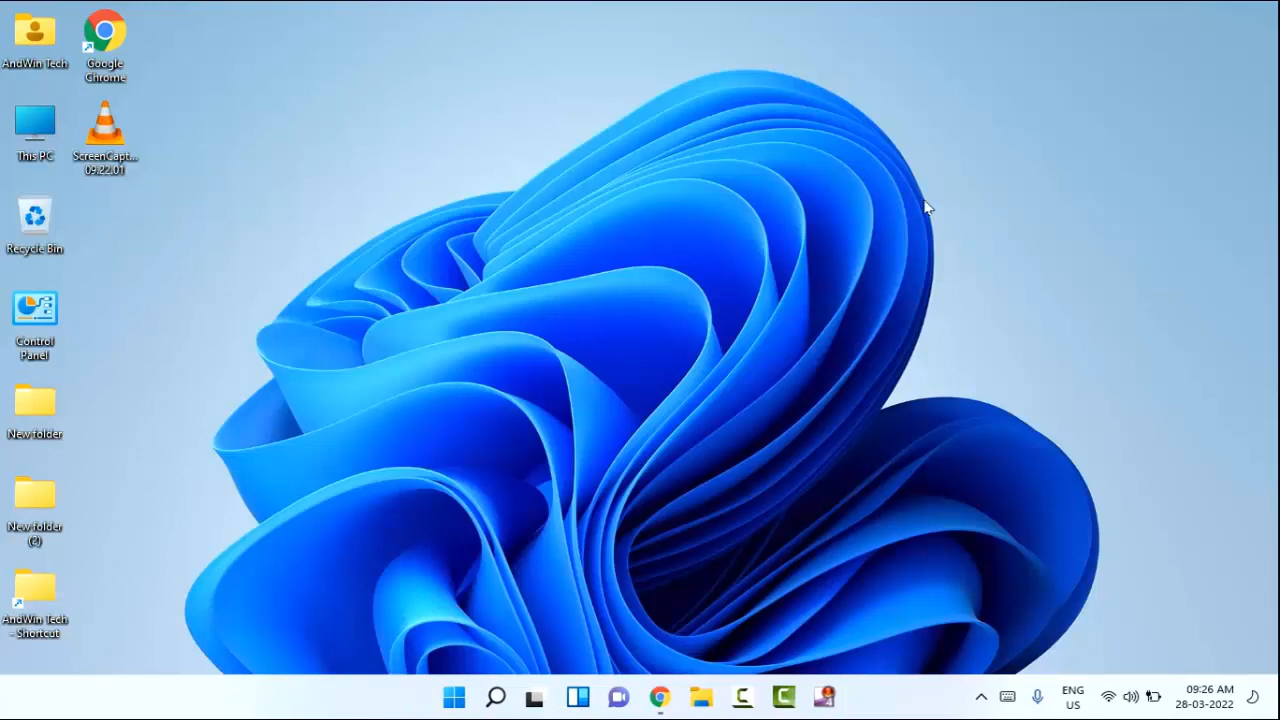 AndWin Tech
Google
Chrome
This PC
ScreenCapt...
09.22.01
Recycle Bin
Control
Panel
New folder
New folder
(2)
AndWin Tech
- Shortcut
ENG
US
09:26 AM
28-03-2022